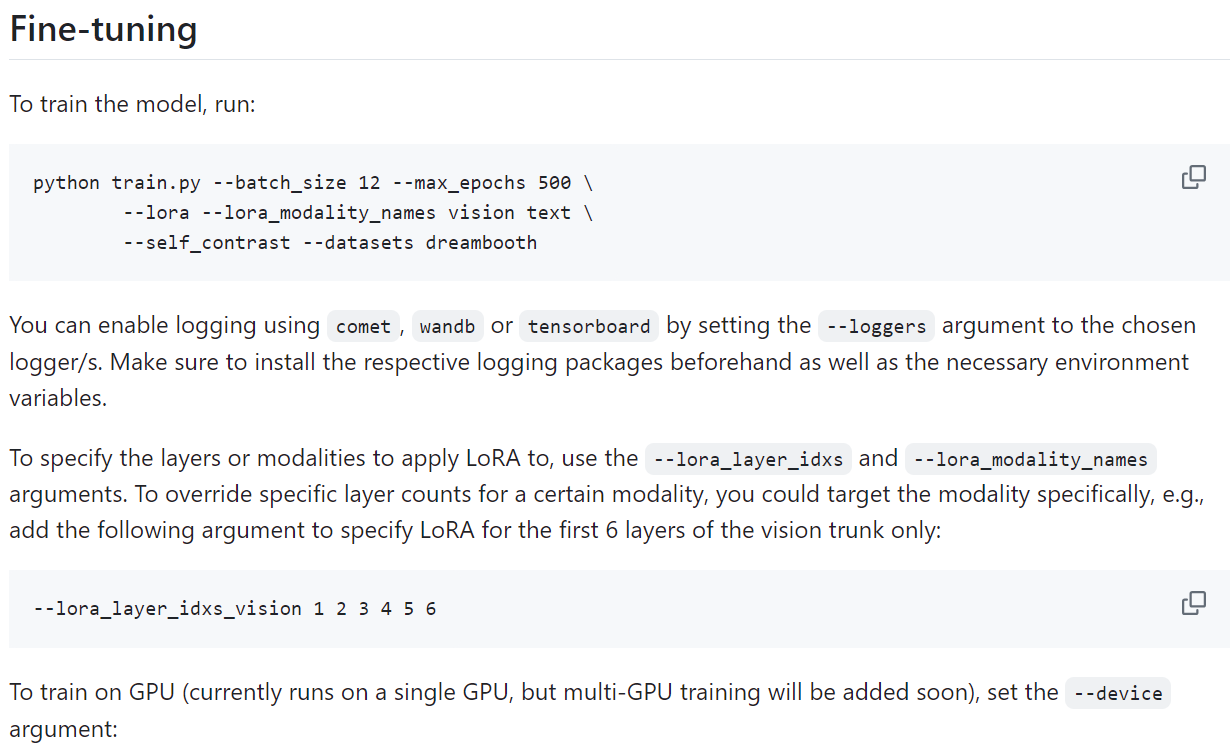 Fine-tuning
To train the model, run:
python train.py --batch_size 12 --max_epochs 500 \
--lora --lora_modality_names vision text \
--self_contrast --datasets dreambooth
You can enable logging using comet, wandb or tensorboard by setting the --loggers argument to the chosen
logger/s. Make sure to install the respective logging packages beforehand as well as the necessary environment
variables.
To specify the layers or modalities to apply LoRA to, use the --lora_layer_idxs and --lora_modality_names
arguments. To override specific layer counts for a certain modality, you could target the modality specifically, e.g.,
add the following argument to specify LoRA for the first 6 layers of the vision trunk only:
--lora_layer_idxs_vision 1 2 3 4 5 6
To train on GPU (currently runs on a single GPU, but multi-GPU training will be added soon), set the --device
argument: